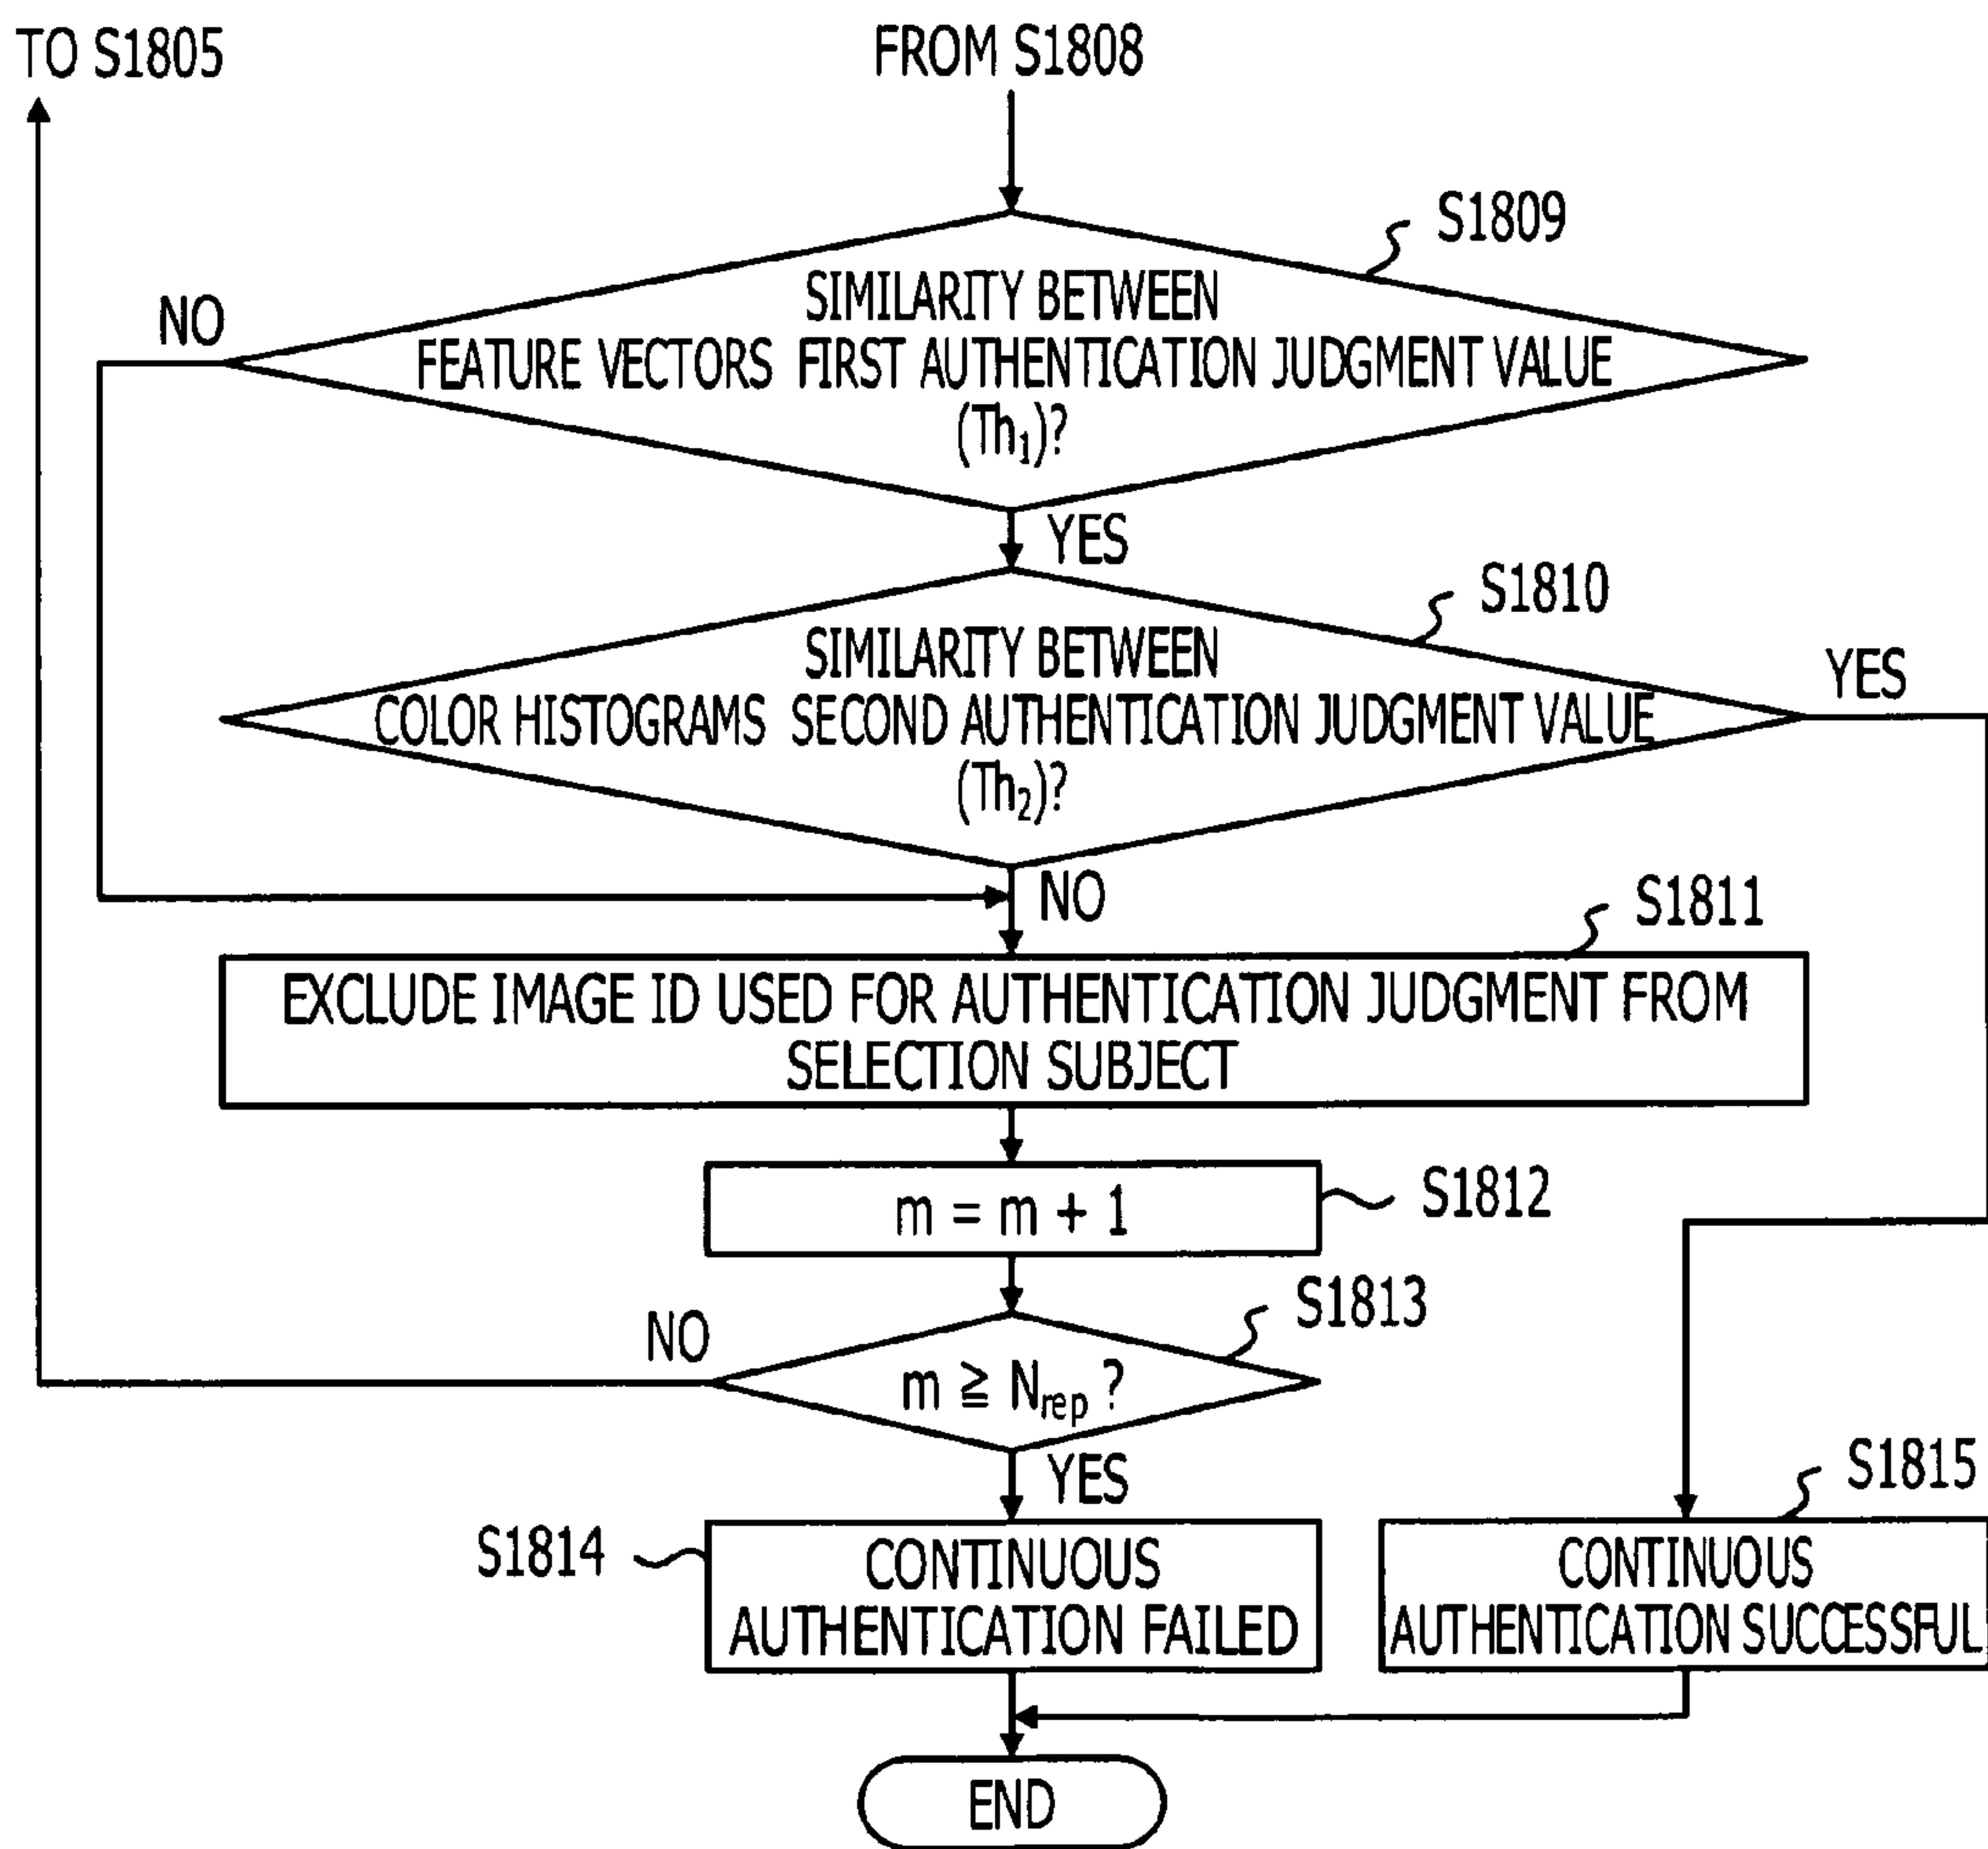 TO S1805
FROM S1808
S1809
SIMILARITY BETWEEN
FEATURE VECTORS FIRST AUTHENTICATION JUDGMENT VALUE
(Th₁)?
NO
YES
S1810
SIMILARITY BETWEEN
COLOR HISTOGRAMS SECOND AUTHENTICATION JUDGMENT VALUE
(Th₂)?
YES
NO
S1811
EXCLUDE IMAGE ID USED FOR AUTHENTICATION JUDGMENT FROM
SELECTION SUBJECT
m = m + 1
S1812
S1813
NO
m ≧ Nrep ?
YES
S1814
CONTINUOUS
AUTHENTICATION FAILED
S1815
CONTINUOUS
AUTHENTICATION SUCCESSFUL
END